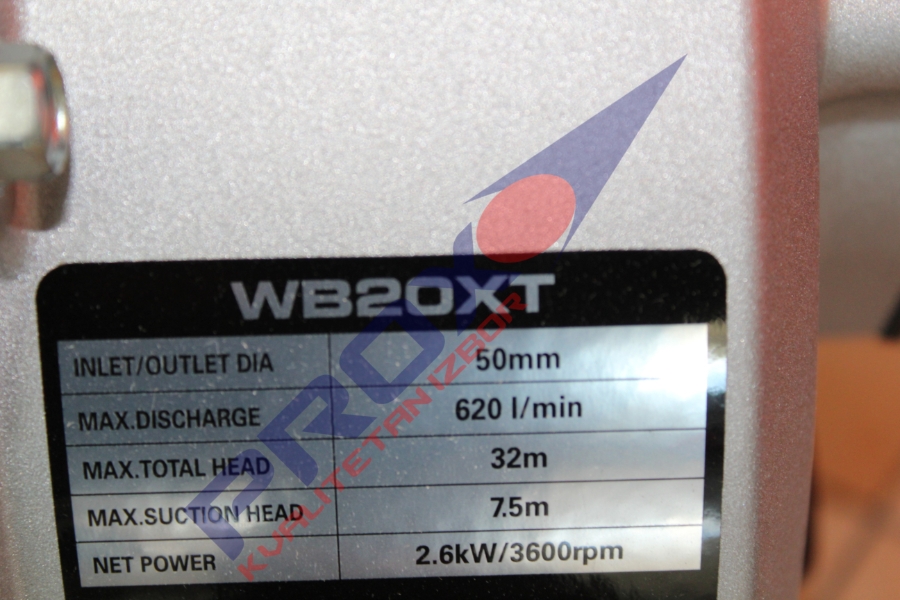 WB20XT
INLET/OUTLET DIA 50mm
MAX.DISCHARGE 620 l/min
MAX.TOTAL HEAD 32m
MAX.SUCTION HEAD 7.5m
NET POWER 2.6kW/3600rpm
PROX
KVALITETAN IZBOR